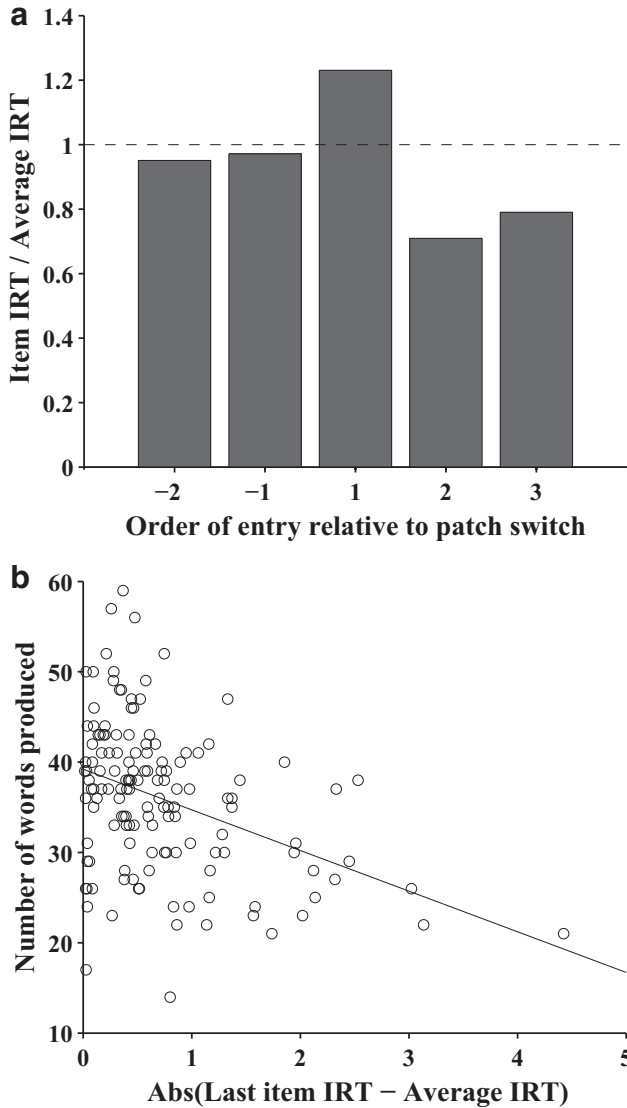 a
1.4
1.2
1
0.8
0.6
0.4
0.2
0
Item IRT / Average IRT
−2 −1 1 2 3
Order of entry relative to patch switch
b
60
50
40
30
20
10
Number of words produced
0 1 2 3 4 5
Abs(Last item IRT − Average IRT)